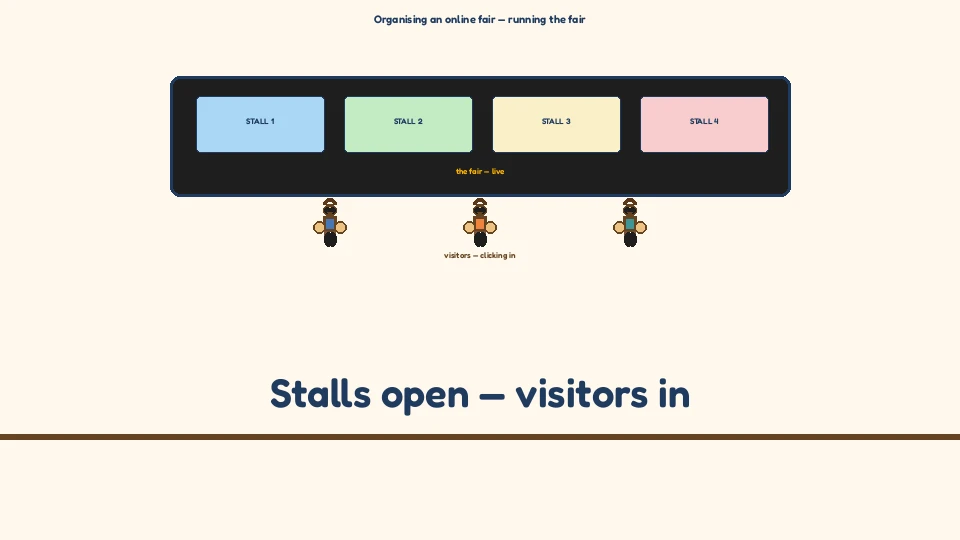 Organising an online fair — running the fair
STALL 1
STALL 2
STALL 3
STALL 4
the fair — live
visitors — clicking in
Stalls open — visitors in